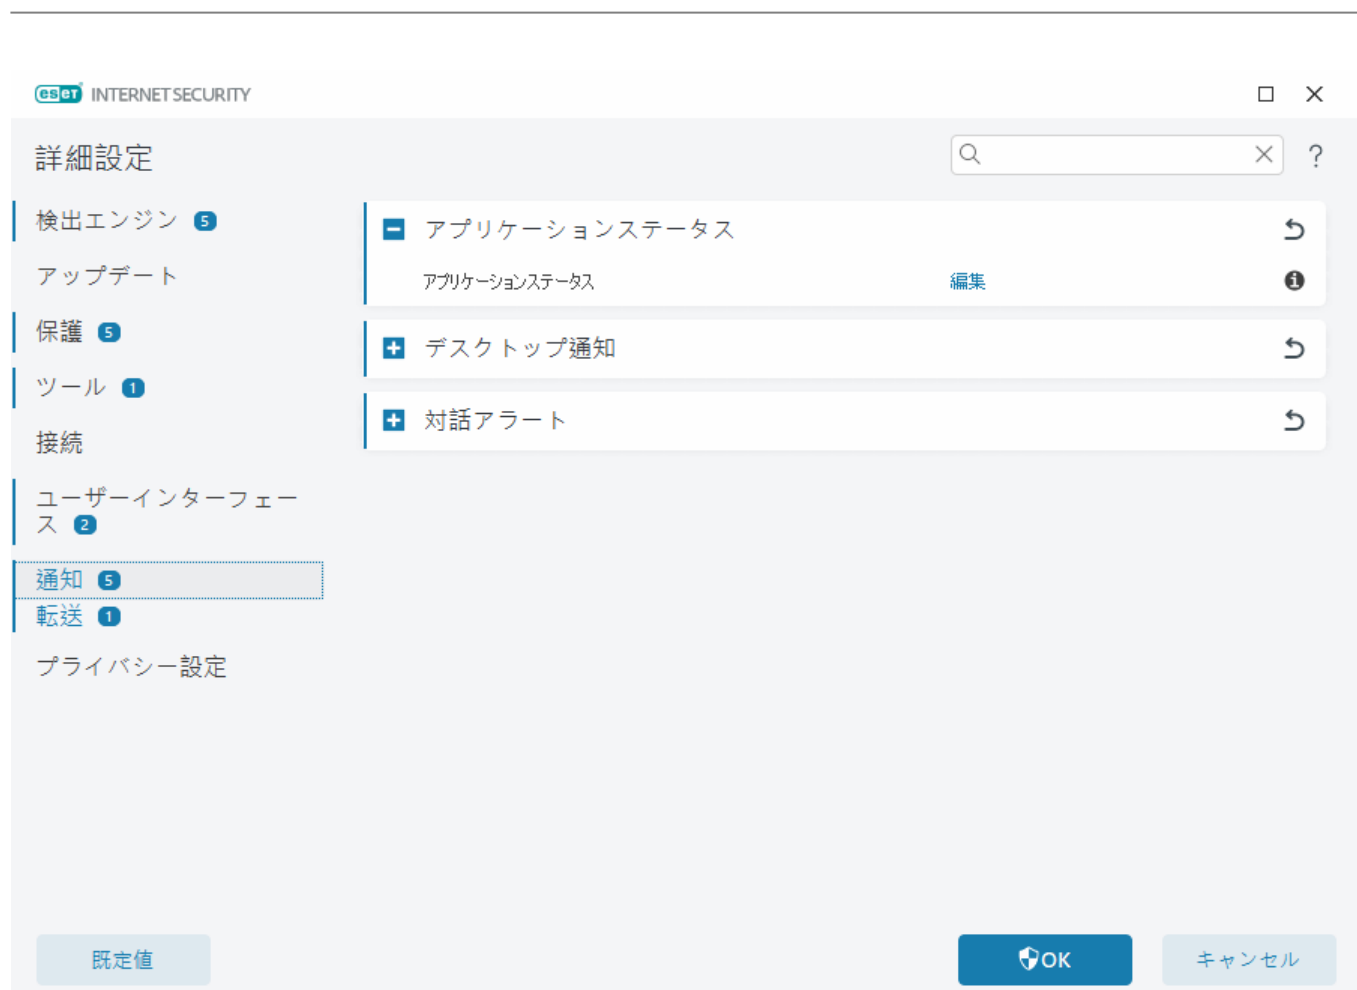 eseT INTERNET SECURITY
詳細設定
?
検出エンジン 5
アップデート
保護 5
ツール 1
接続
ユーザーインターフェー
ス 2
通知 5
転送 1
プライバシー設定
アプリケーションステータス
アプリケーションステータス 編集
デスクトップ通知
対話アラート
既定値
OK
キャンセル